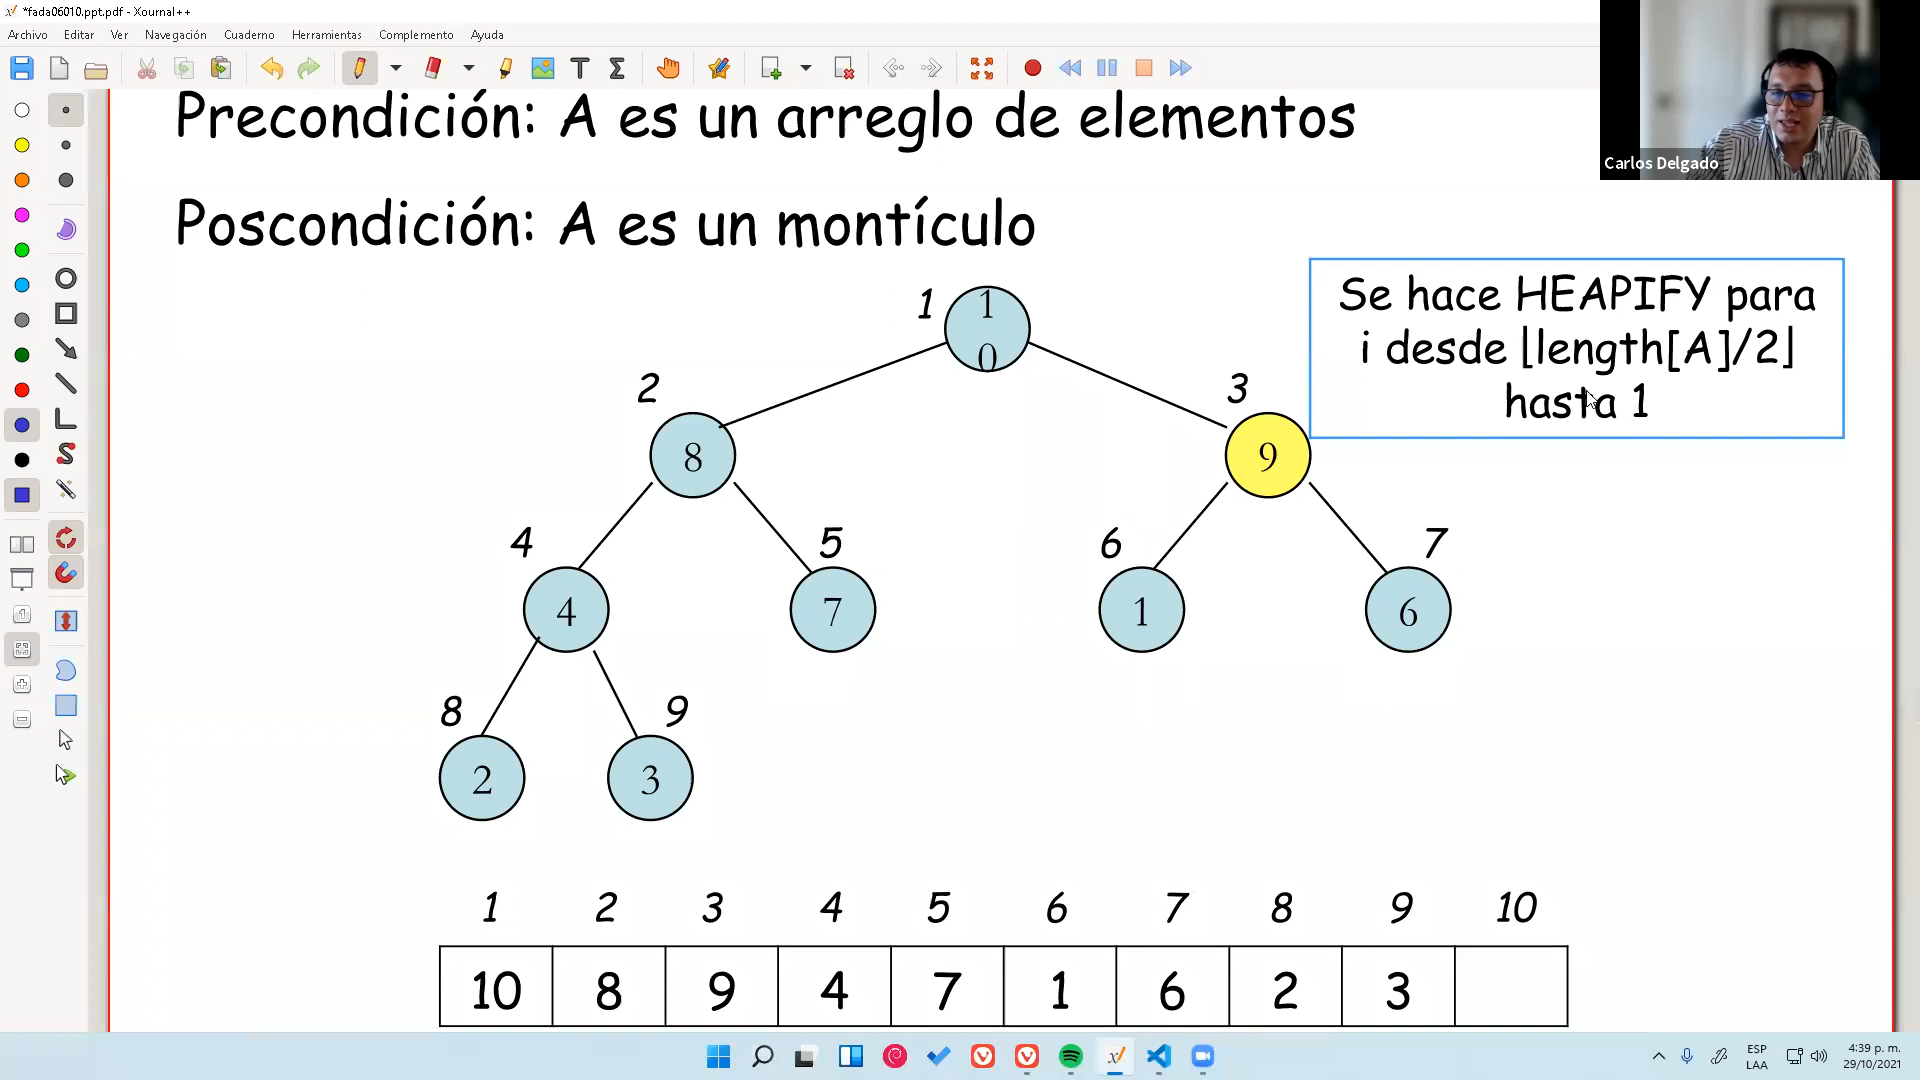 *fada06010.ppt.pdf - Xournal++
Archivo Editar Ver Navegación Cuaderno Herramientas Complemento Ayuda
Carlos Delgado
Precondición: A es un arreglo de elementos
Poscondición: A es un montículo
Se hace HEAPIFY para
i desde ⌊length[A]/2⌋
hasta 1
1
1
0
2
3
8
9
4
5
6
7
4
7
1
6
8
9
2
3
1 2 3 4 5 6 7 8 9 10
10 8 9 4 7 1 6 2 3
ESP
LAA
4:39 p. m.
29/10/2021